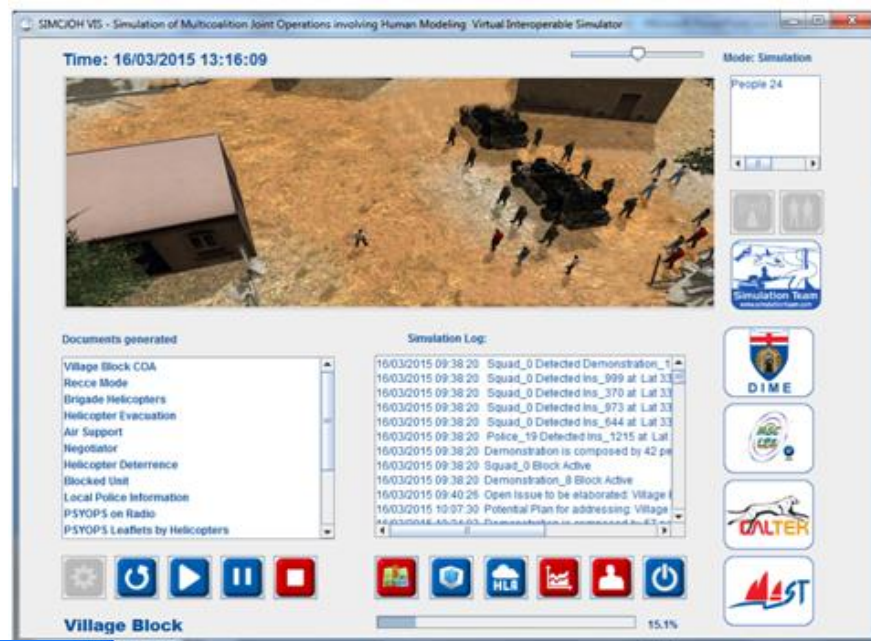 SIMCJOH VIS - Simulation of Multicoalition Joint Operations involving Human Modeling Virtual Interoperable Simulator
Time: 16/03/2015 13:16:09
Mode: Simulation
People 24
Simulation Team
www.simulationteam.com
Documents generated
Village Block COA
Recce Mode
Brigade Helicopters
Helicopter Evacuation
Air Support
Negotiator
Helicopter Deterrence
Blocked Unit
Local Police Information
PSYOPS on Radio
PSYOPS Leaflets by Helicopters
Simulation Log:
16/03/2015 09:38:20 Squad_0 Detected Demonstration_1
16/03/2015 09:38:20 Squad_0 Detected Ins_999 at Lat 33
16/03/2015 09:38:20 Squad_0 Detected Ins_370 at Lat 33
16/03/2015 09:38:20 Squad_0 Detected Ins_973 at Lat 33
16/03/2015 09:38:20 Squad_0 Detected Ins_644 at Lat 33
16/03/2015 09:38:20 Police_19 Detected Ins_1215 at Lat
16/03/2015 09:38:20 Demonstration is composed by 42 pe
16/03/2015 09:38:20 Squad_0 Block Active
16/03/2015 09:38:20 Demonstration_8 Block Active
16/03/2015 09:40:26 Open Issue to be elaborated: Village
16/03/2015 10:07:30 Potential Plan for addressing: Village
DIME
CALTEK
MAST
HLA
Village Block
15.1%